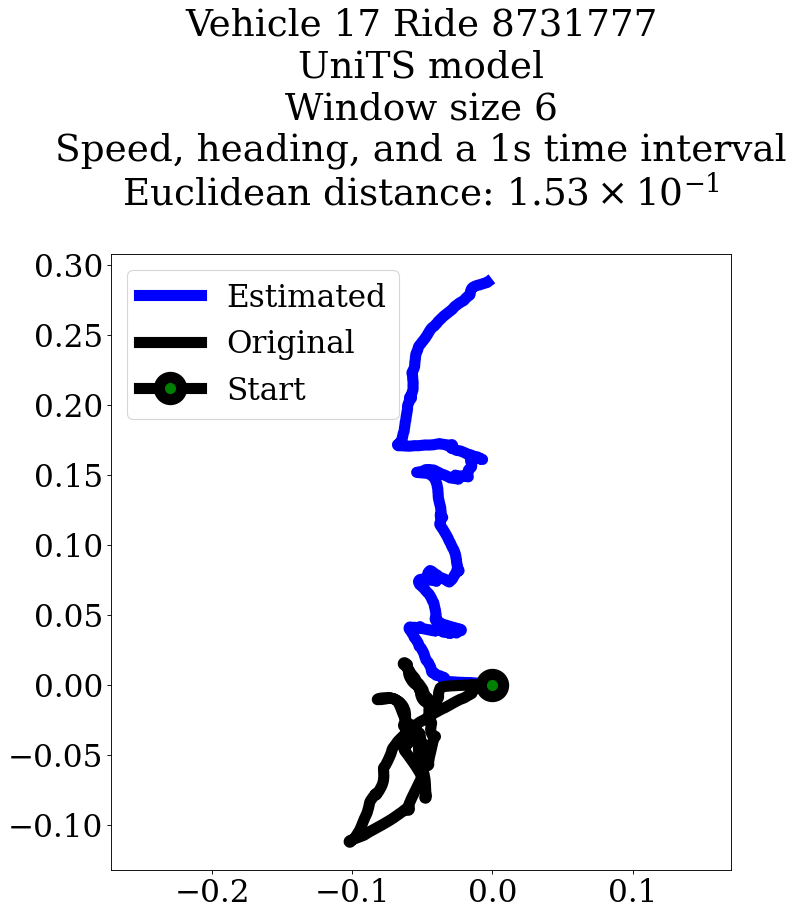 Vehicle 17 Ride 8731777
UniTS model
Window size 6
Speed, heading, and a 1s time interval
Euclidean distance: 1.53 × 10⁻¹
0.30
0.25
0.20
0.15
0.10
0.05
0.00
−0.05
−0.10
Estimated
Original
Start
−0.2
−0.1
0.0
0.1